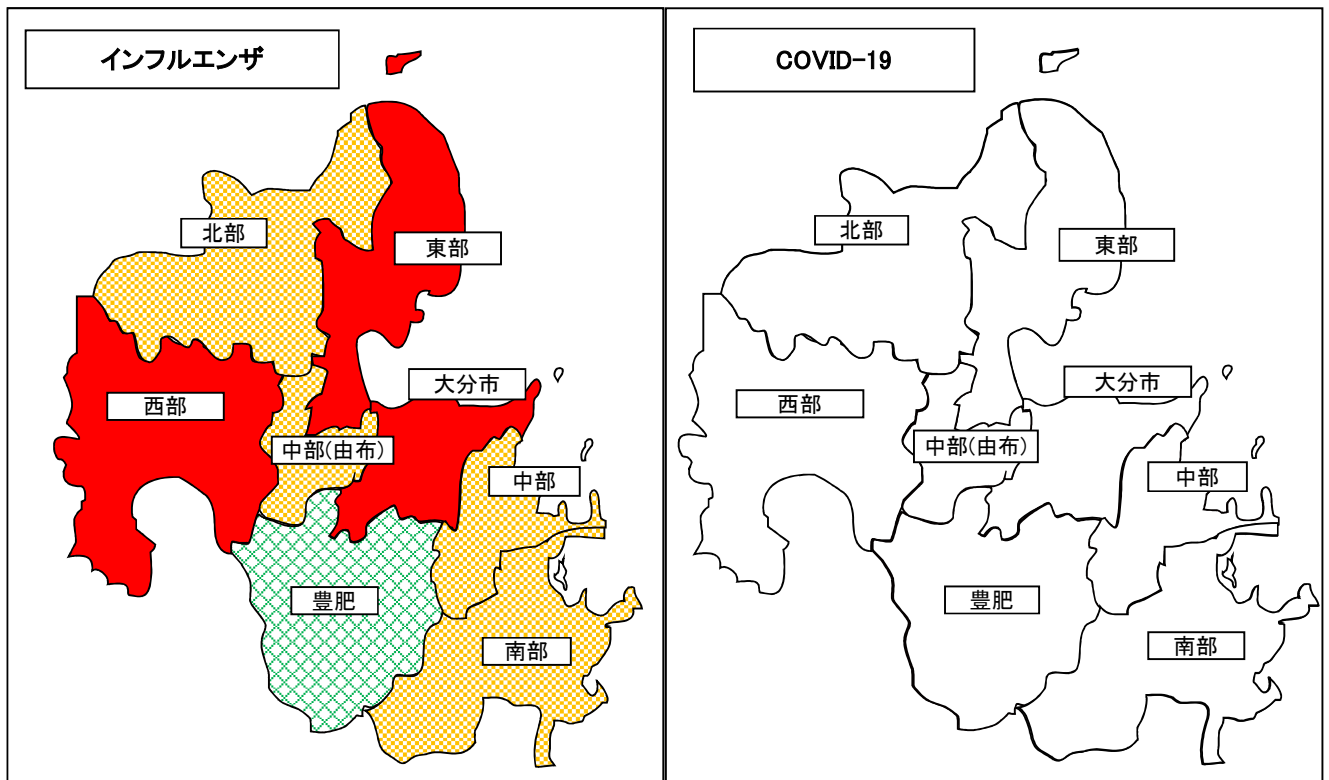 インフルエンザ
北部
東部
大分市
西部
中部(由布)
中部
豊肥
南部
COVID-19
北部
東部
大分市
西部
中部(由布)
中部
豊肥
南部